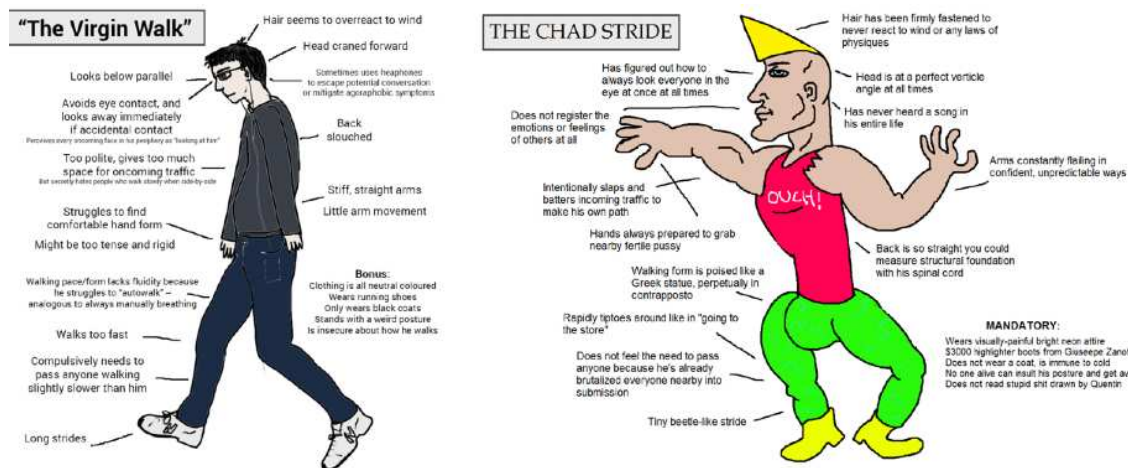 "The Virgin Walk"
Hair seems to overreact to wind
Head craned forward
Looks below parallel
Sometimes uses heaphones
to escape potential conversation
or mitigate agoraphobic symptoms
Avoids eye contact, and
looks away immediately
if accidental contact
Perceives every oncoming face in his periphery as "looking at him"
Back
slouched
Too polite, gives too much
space for oncoming traffic
But secretly hates people who walk slowly when side-by-side
Stiff, straight arms
Little arm movement
Struggles to find
comfortable hand form
Might be too tense and rigid
Walking pace/form lacks fluidity because
he struggles to "autowalk" –
analogous to always manually breathing
Bonus:
Clothing is all neutral coloured
Wears running shoes
Only wears black coats
Stands with a weird posture
Is insecure about how he walks
Walks too fast
Compulsively needs to
pass anyone walking
slightly slower than him
Long strides
THE CHAD STRIDE
Hair has been firmly fastened to
never react to wind or any laws of
physiques
Has figured out how to
always look everyone in the
eye at once at all times
Head is at a perfect verticle
angle at all times
Has never heard a song in
his entire life
Does not register the
emotions or feelings
of others at all
Arms constantly flailing in
confident, unpredictable ways
Intentionally slaps and
batters incoming traffic to
make his own path
OUCH!
Hands always prepared to grab
nearby fertile pussy
Back is so straight you could
measure structural foundation
with his spinal cord
Walking form is poised like a
Greek statue, perpetually in
contrapposto
Rapidly tiptoes around like in "going
to the store"
Does not feel the need to pass
anyone because he's already
brutalized everyone nearby into
submission
Tiny beetle-like stride
MANDATORY:
Wears visually-painful bright neon attire
$3000 highlighter boots from Giuseepe Zanot
Does not wear a coat, is immune to cold
No one alive can insult his posture and get aw
Does not read stupid shit drawn by Quentin